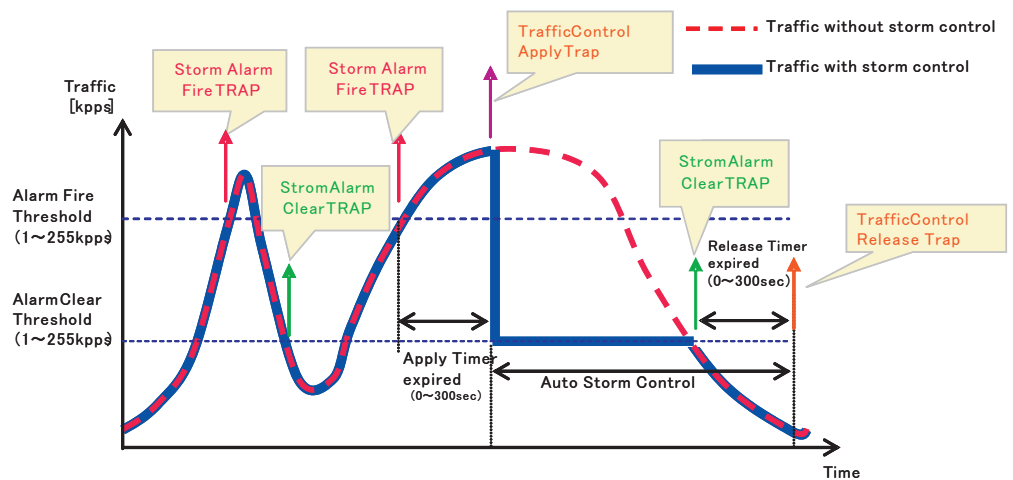 Traffic without storm control
Traffic with storm control
TrafficControl
ApplyTrap
Storm Alarm
FireTRAP
Storm Alarm
FireTRAP
Traffic
[kpps]
StromAlarm
ClearTRAP
StromAlarm
ClearTRAP
Alarm Fire
Threshold
(1～255kpps)
TrafficControl
Release Trap
Release Timer
expired
(0～300sec)
AlarmClear
Threshold
(1～255kpps)
Apply Timer
expired
(0～300sec)
Auto Storm Control
Time